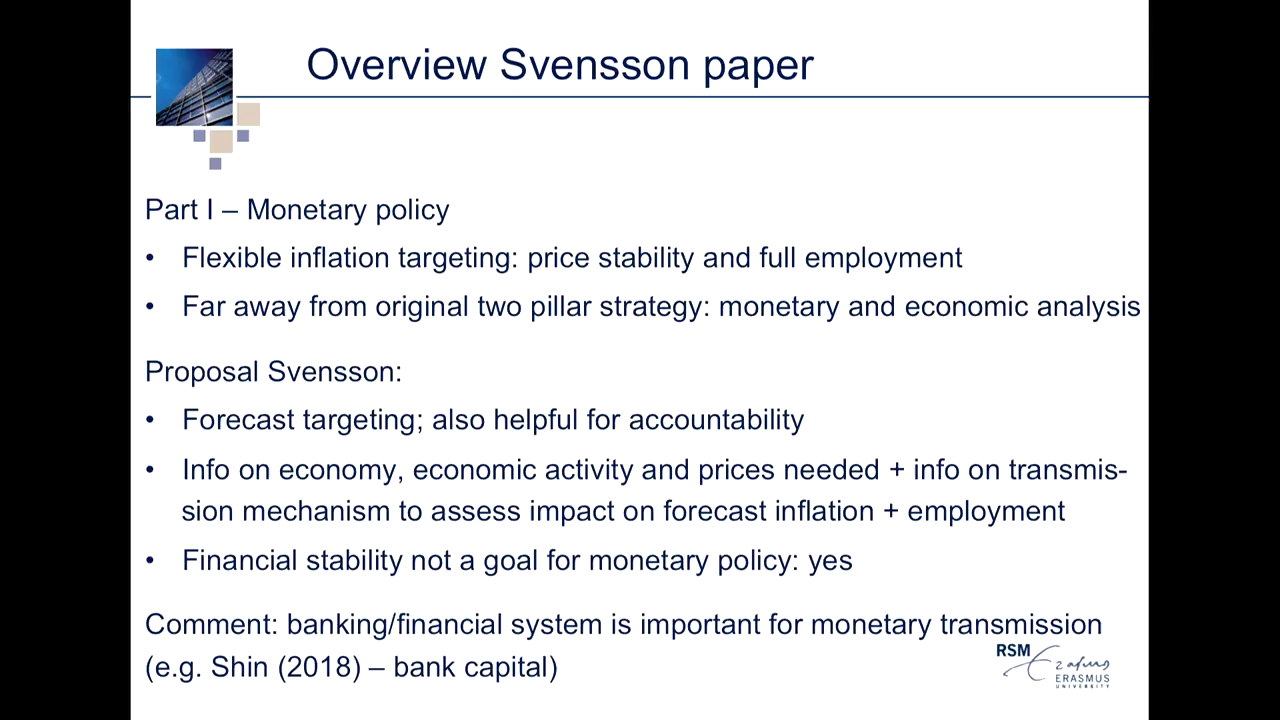 Overview Svensson paper
Part I – Monetary policy
• Flexible inflation targeting: price stability and full employment
• Far away from original two pillar strategy: monetary and economic analysis
Proposal Svensson:
• Forecast targeting; also helpful for accountability
• Info on economy, economic activity and prices needed + info on transmis-
sion mechanism to assess impact on forecast inflation + employment
• Financial stability not a goal for monetary policy: yes
Comment: banking/financial system is important for monetary transmission
(e.g. Shin (2018) – bank capital)
RSM
Erasmus
ERASMUS
UNIVERSITY